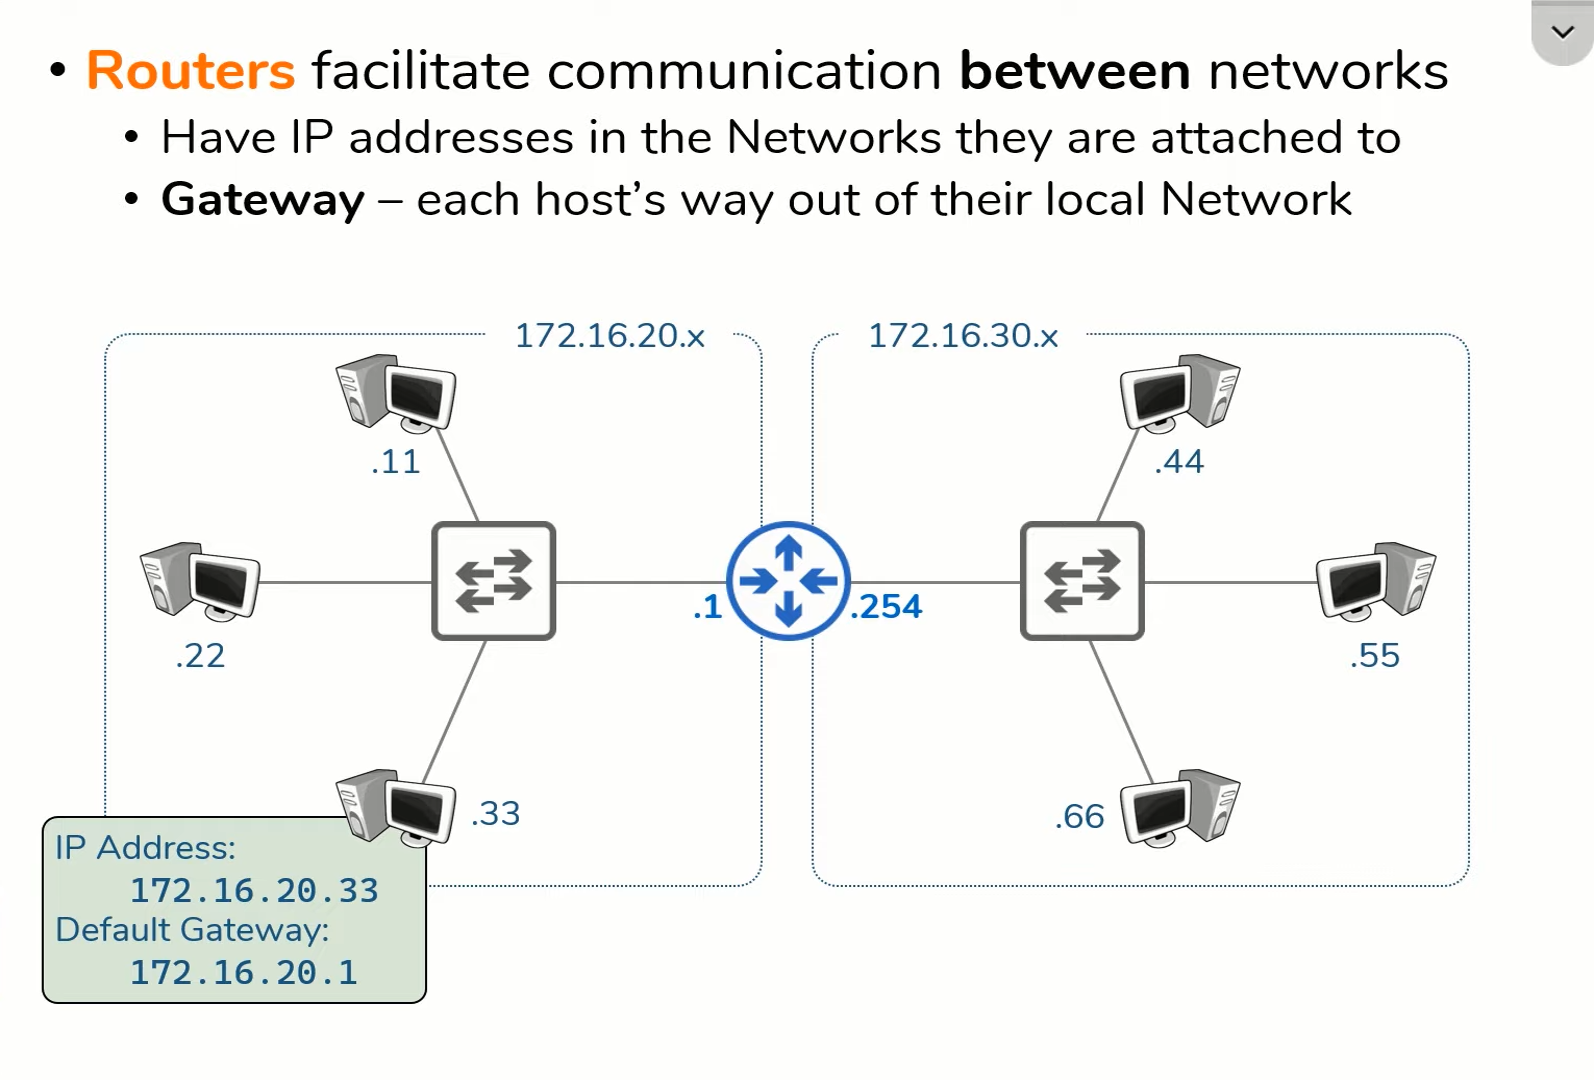 • Routers facilitate communication between networks
• Have IP addresses in the Networks they are attached to
• Gateway – each host’s way out of their local Network
172.16.20.x
172.16.30.x
.11
.44
.1
.254
.22
.55
.33
.66
IP Address:
172.16.20.33
Default Gateway:
172.16.20.1